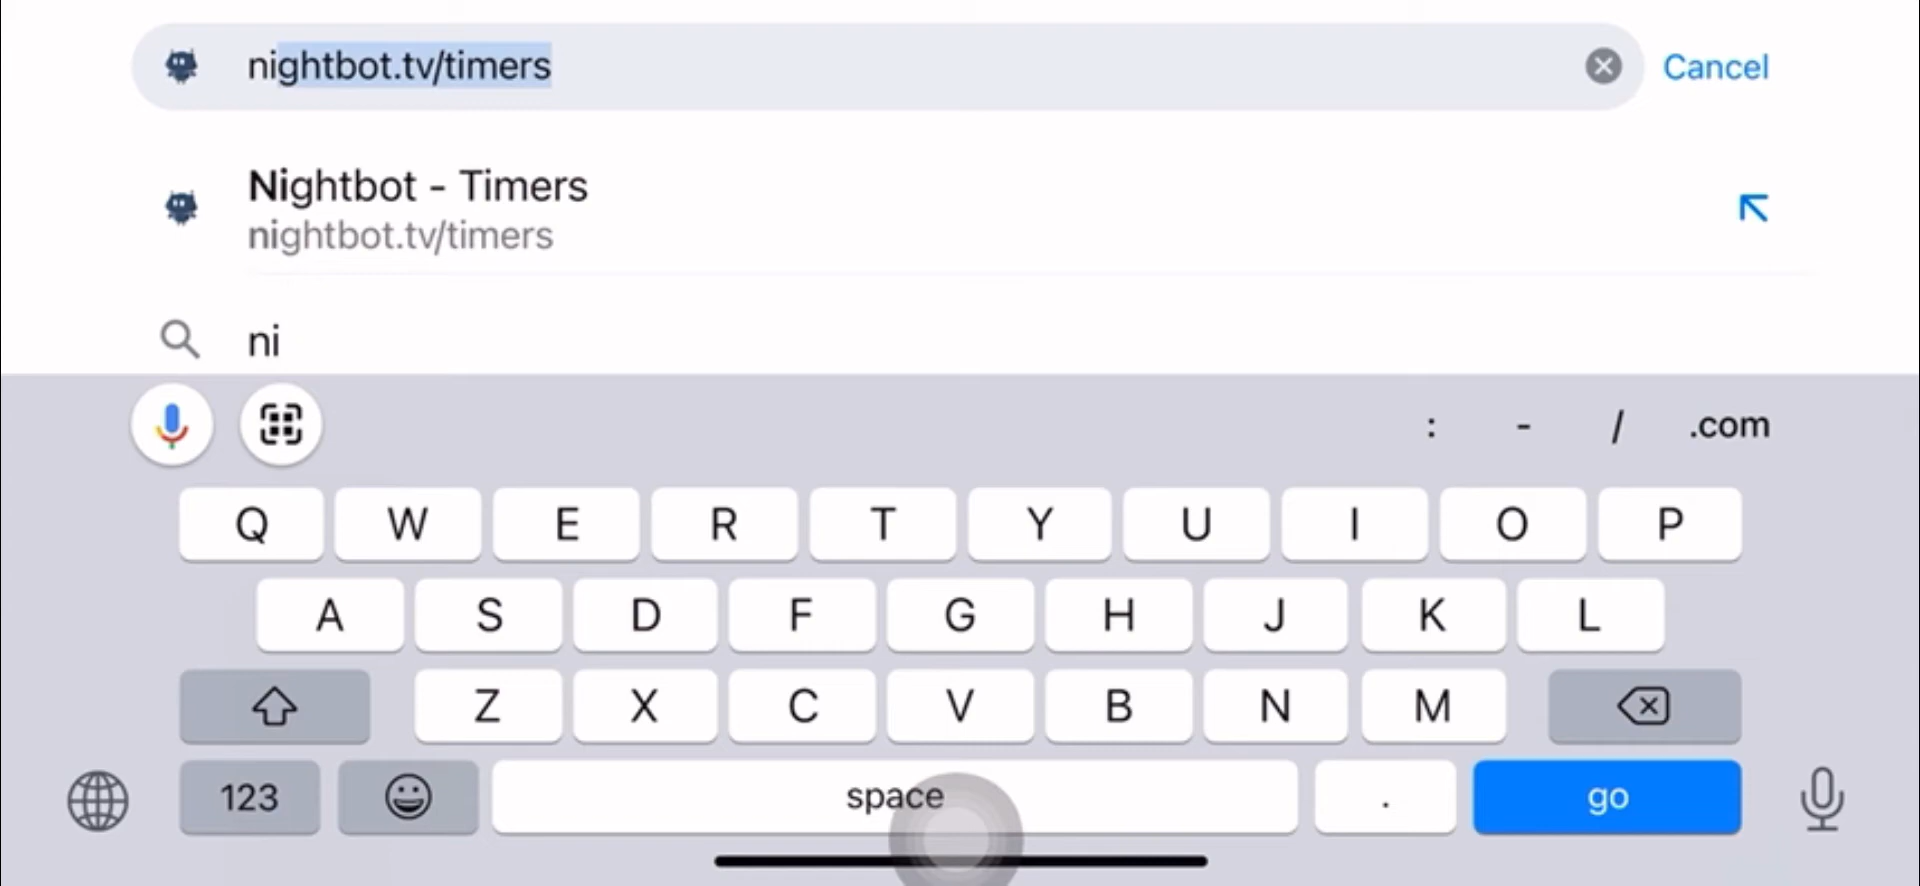 nightbot.tv/timers
Cancel
Nightbot - Timers
nightbot.tv/timers
ni
: - / .com
Q W E R T Y U I O P
A S D F G H J K L
Z X C V B N M
123 space . go